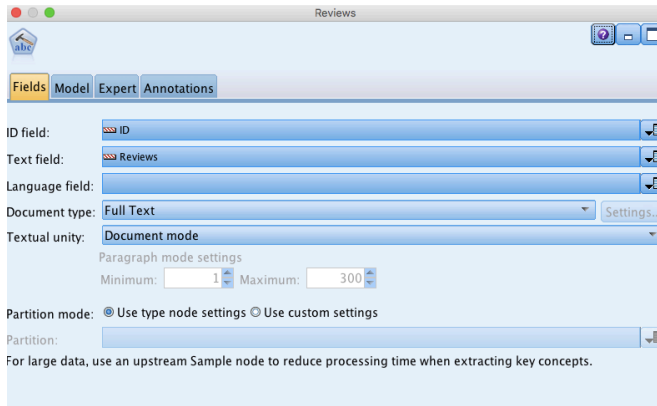 Reviews
abc
Fields Model Expert Annotations
ID field: ID
Text field: Reviews
Language field:
Document type: Full Text Settings...
Textual unity: Document mode
Paragraph mode settings
Minimum: 1 Maximum: 300
Partition mode: Use type node settings Use custom settings
Partition:
For large data, use an upstream Sample node to reduce processing time when extracting key concepts.